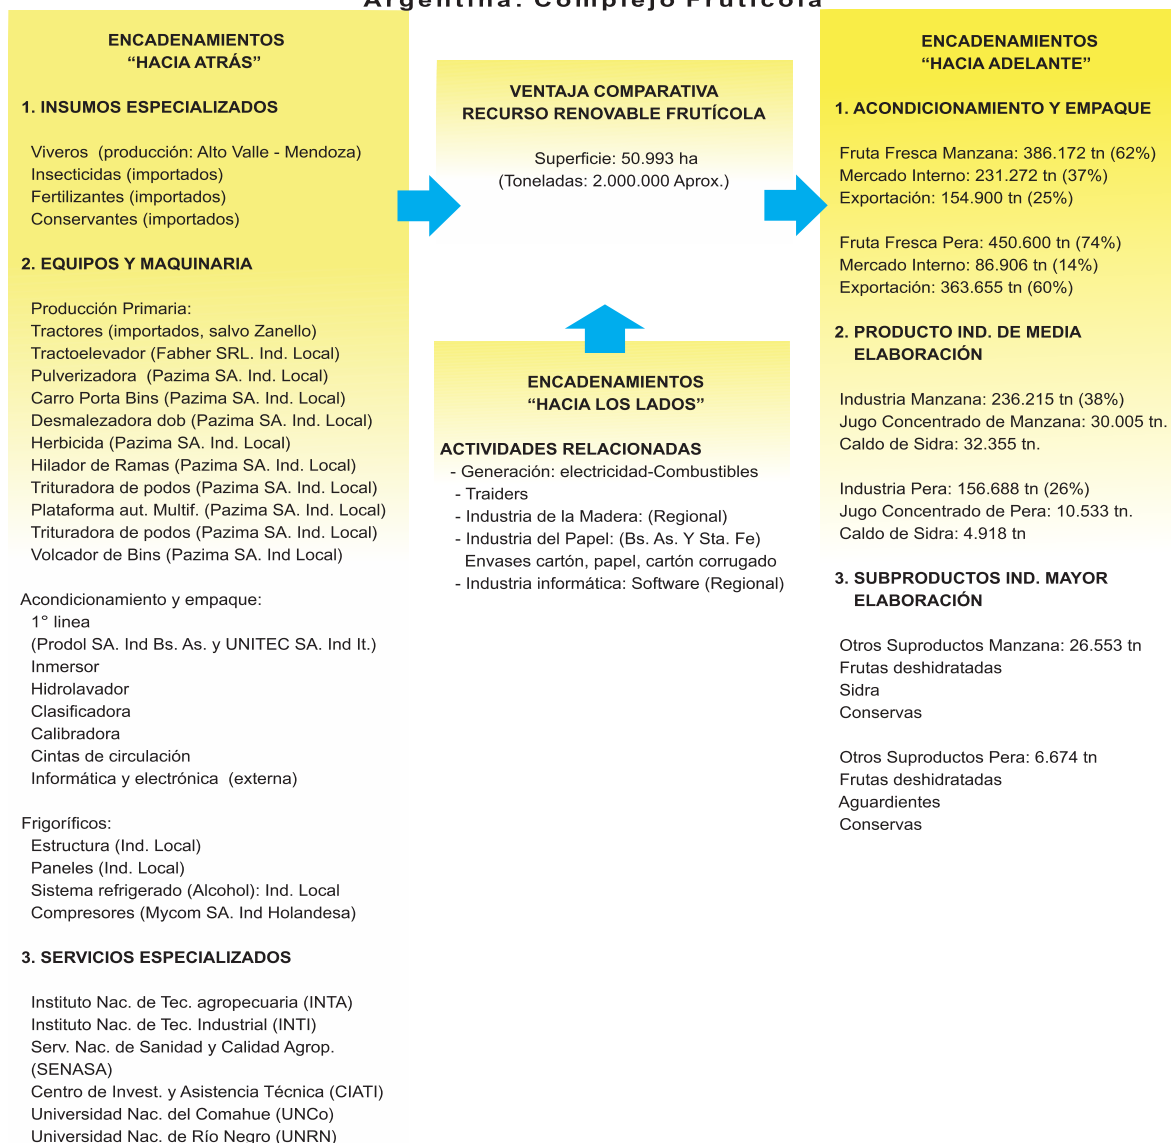 Argentina. Complejo Frutícola
ENCADENAMIENTOS
“HACIA ATRÁS”
1. INSUMOS ESPECIALIZADOS
Viveros (producción: Alto Valle - Mendoza)
Insecticidas (importados)
Fertilizantes (importados)
Conservantes (importados)
2. EQUIPOS Y MAQUINARIA
Producción Primaria:
Tractores (importados, salvo Zanello)
Tractoelevador (Fabher SRL. Ind. Local)
Pulverizadora (Pazima SA. Ind. Local)
Carro Porta Bins (Pazima SA. Ind. Local)
Desmalezadora dob (Pazima SA. Ind. Local)
Herbicida (Pazima SA. Ind. Local)
Hilador de Ramas (Pazima SA. Ind. Local)
Trituradora de podos (Pazima SA. Ind. Local)
Plataforma aut. Multif. (Pazima SA. Ind. Local)
Trituradora de podos (Pazima SA. Ind. Local)
Volcador de Bins (Pazima SA. Ind Local)
Acondicionamiento y empaque:
1° linea
(Prodol SA. Ind Bs. As. y UNITEC SA. Ind It.)
Inmersor
Hidrolavador
Clasificadora
Calibradora
Cintas de circulación
Informática y electrónica (externa)
Frigoríficos:
Estructura (Ind. Local)
Paneles (Ind. Local)
Sistema refrigerado (Alcohol): Ind. Local
Compresores (Mycom SA. Ind Holandesa)
3. SERVICIOS ESPECIALIZADOS
Instituto Nac. de Tec. agropecuaria (INTA)
Instituto Nac. de Tec. Industrial (INTI)
Serv. Nac. de Sanidad y Calidad Agrop.
(SENASA)
Centro de Invest. y Asistencia Técnica (CIATI)
Universidad Nac. del Comahue (UNCo)
Universidad Nac. de Río Negro (UNRN)
VENTAJA COMPARATIVA
RECURSO RENOVABLE FRUTÍCOLA
Superficie: 50.993 ha
(Toneladas: 2.000.000 Aprox.)
ENCADENAMIENTOS
“HACIA LOS LADOS”
ACTIVIDADES RELACIONADAS
- Generación: electricidad-Combustibles
- Traiders
- Industria de la Madera: (Regional)
- Industria del Papel: (Bs. As. Y Sta. Fe)
Envases cartón, papel, cartón corrugado
- Industria informática: Software (Regional)
ENCADENAMIENTOS
“HACIA ADELANTE”
1. ACONDICIONAMIENTO Y EMPAQUE
Fruta Fresca Manzana: 386.172 tn (62%)
Mercado Interno: 231.272 tn (37%)
Exportación: 154.900 tn (25%)
Fruta Fresca Pera: 450.600 tn (74%)
Mercado Interno: 86.906 tn (14%)
Exportación: 363.655 tn (60%)
2. PRODUCTO IND. DE MEDIA
ELABORACIÓN
Industria Manzana: 236.215 tn (38%)
Jugo Concentrado de Manzana: 30.005 tn.
Caldo de Sidra: 32.355 tn.
Industria Pera: 156.688 tn (26%)
Jugo Concentrado de Pera: 10.533 tn.
Caldo de Sidra: 4.918 tn
3. SUBPRODUCTOS IND. MAYOR
ELABORACIÓN
Otros Suproductos Manzana: 26.553 tn
Frutas deshidratadas
Sidra
Conservas
Otros Suproductos Pera: 6.674 tn
Frutas deshidratadas
Aguardientes
Conservas